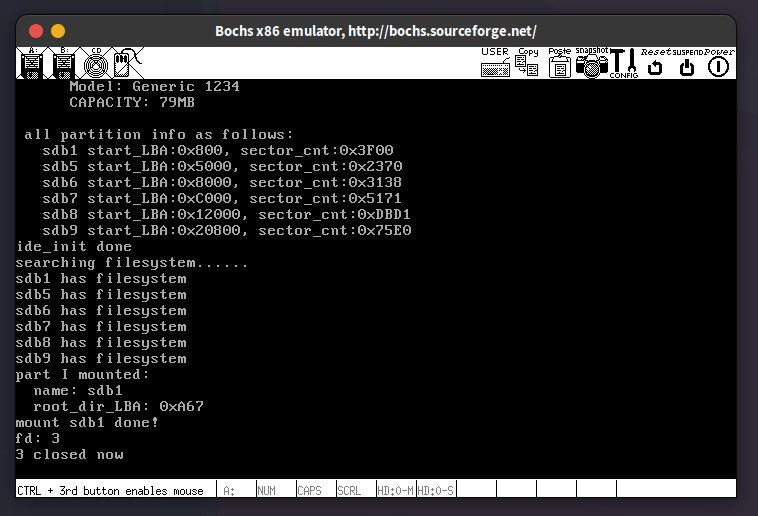 Bochs x86 emulator, http://bochs.sourceforge.net/
A: B: CD USER Copy Paste snapshot CONFIG Reset SUSPEND Power
Model: Generic 1234
CAPACITY: 79MB
all partition info as follows:
sdb1 start_LBA:0x800, sector_cnt:0x3F00
sdb5 start_LBA:0x5000, sector_cnt:0x2370
sdb6 start_LBA:0x8000, sector_cnt:0x3138
sdb7 start_LBA:0xC000, sector_cnt:0x5171
sdb8 start_LBA:0x12000, sector_cnt:0xDBD1
sdb9 start_LBA:0x20800, sector_cnt:0x75E0
ide_init done
searching filesystem......
sdb1 has filesystem
sdb5 has filesystem
sdb6 has filesystem
sdb7 has filesystem
sdb8 has filesystem
sdb9 has filesystem
part I mounted:
name: sdb1
root_dir_LBA: 0xA67
mount sdb1 done!
fd: 3
3 closed now
CTRL + 3rd button enables mouse A: NUM CAPS SCRL HD:0-M HD:0-S